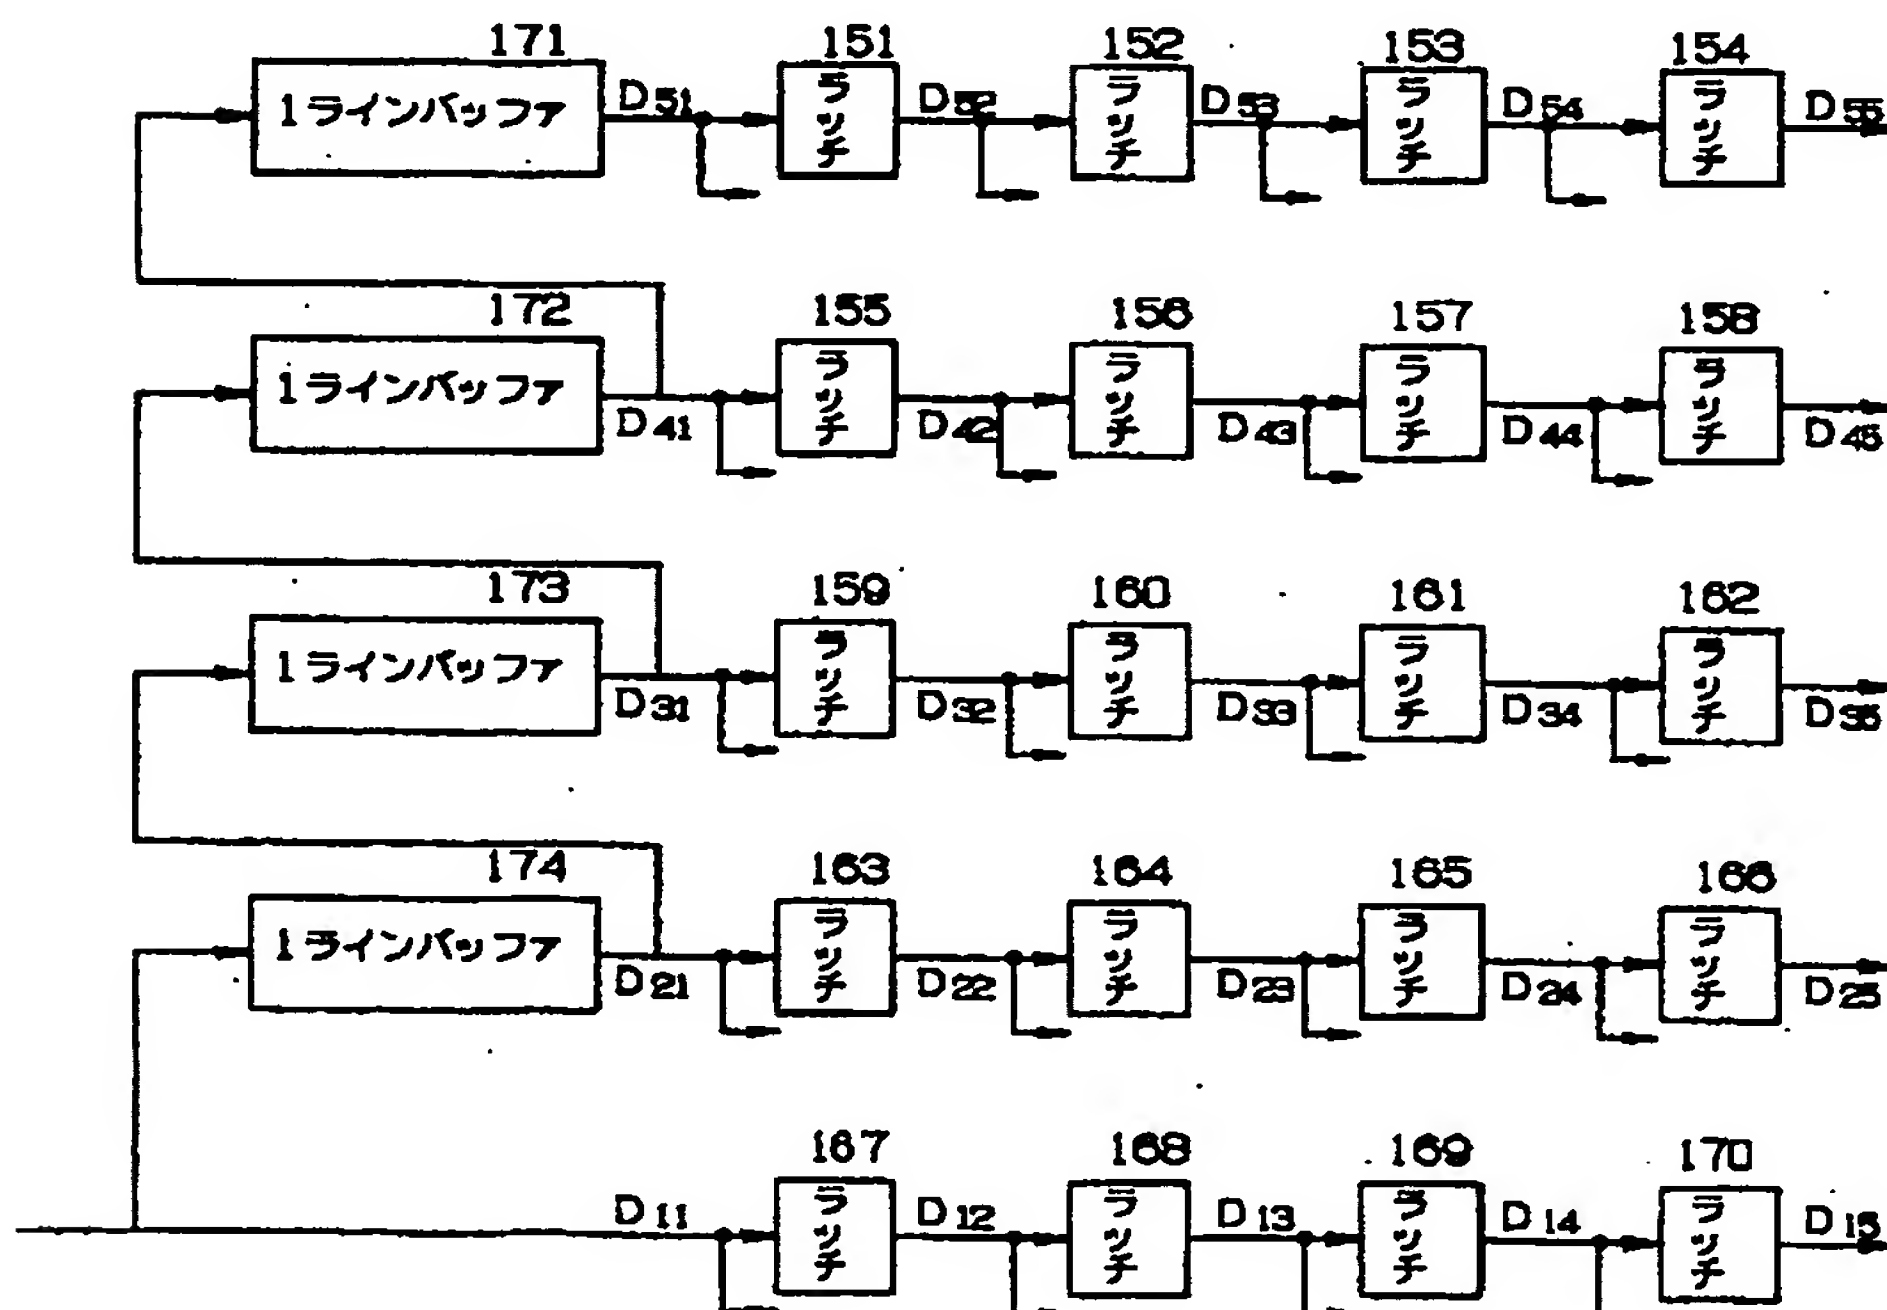 171 151 152 153 154
1ラインバッファ D51 ラッチ D52 ラッチ D53 ラッチ D54 ラッチ D55
172 155 156 157 158
1ラインバッファ D41 ラッチ D42 ラッチ D43 ラッチ D44 ラッチ D45
173 159 160 161 162
1ラインバッファ D31 ラッチ D32 ラッチ D33 ラッチ D34 ラッチ D35
174 163 164 165 166
1ラインバッファ D21 ラッチ D22 ラッチ D23 ラッチ D24 ラッチ D25
167 168 169 170
D11 ラッチ D12 ラッチ D13 ラッチ D14 ラッチ D15